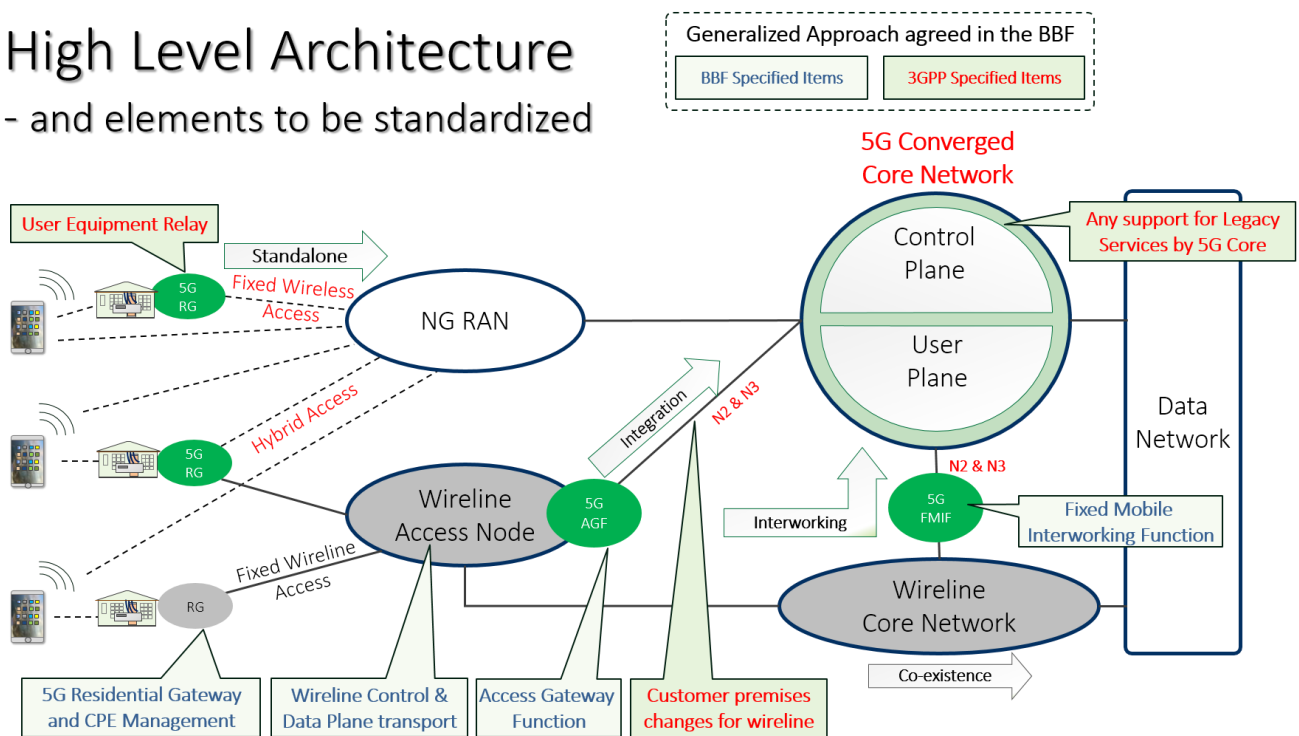 High Level Architecture
- and elements to be standardized
Generalized Approach agreed in the BBF
BBF Specified Items
3GPP Specified Items
5G Converged
Core Network
User Equipment Relay
Standalone
5G
RG
Fixed Wireless
Access
NG RAN
Control
Plane
User
Plane
Any support for Legacy
Services by 5G Core
Data
Network
Hybrid Access
5G
RG
Integration
N2 & N3
Wireline
Access Node
5G
AGF
Interworking
N2 & N3
5G
FMIF
Fixed Mobile
Interworking Function
Fixed Wireline
Access
RG
Wireline
Core Network
Co-existence
5G Residential Gateway
and CPE Management
Wireline Control &
Data Plane transport
Access Gateway
Function
Customer premises
changes for wireline